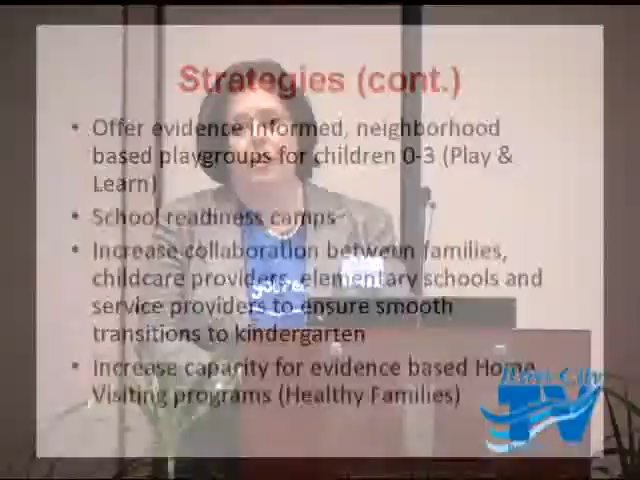 Strategies (cont.)
• Offer evidence informed, neighborhood
based playgroups for children 0-3 (Play &
Learn)
• School readiness camps
• Increase collaboration between families,
childcare providers, elementary schools and
service providers to ensure smooth
transitions to kindergarten
• Increase capacity for evidence based Home
Visiting programs (Healthy Families)
City
TV